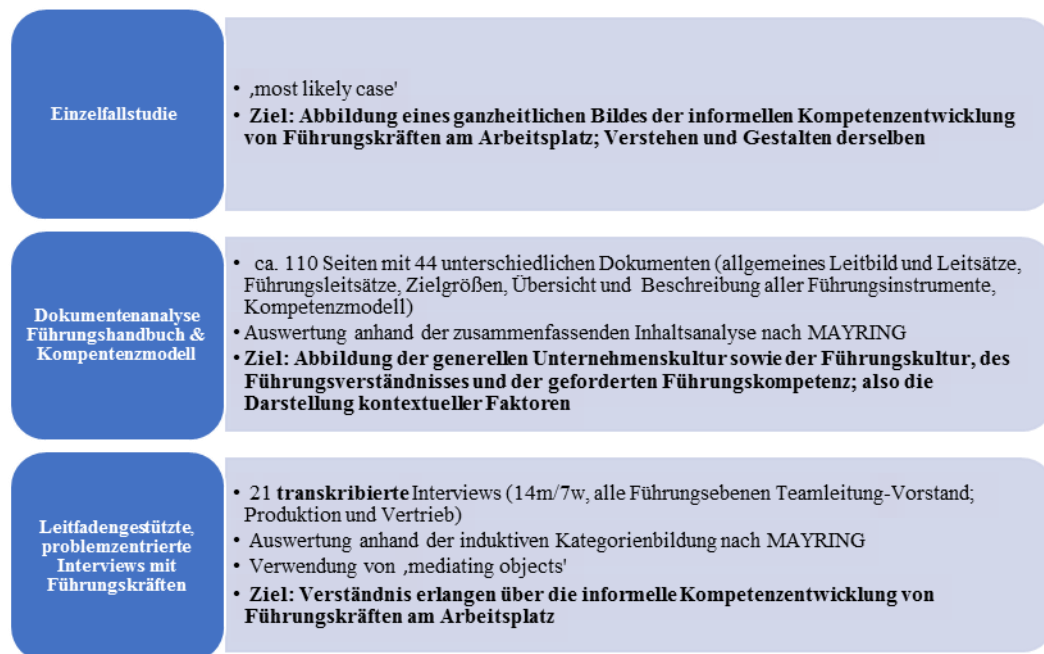 Einzelfallstudie
• ‚most likely case'
• Ziel: Abbildung eines ganzheitlichen Bildes der informellen Kompetenzentwicklung
von Führungskräften am Arbeitsplatz; Verstehen und Gestalten derselben
Dokumentenanalyse
Führungshandbuch &
Kompentenzmodell
• ca. 110 Seiten mit 44 unterschiedlichen Dokumenten (allgemeines Leitbild und Leitsätze,
Führungsleitsätze, Zielgrößen, Übersicht und Beschreibung aller Führungsinstrumente,
Kompetenzmodell)
• Auswertung anhand der zusammenfassenden Inhaltsanalyse nach MAYRING
• Ziel: Abbildung der generellen Unternehmenskultur sowie der Führungskultur, des
Führungsverständnisses und der geforderten Führungskompetenz; also die
Darstellung kontextueller Faktoren
Leitfadengestützte,
problemzentrierte
Interviews mit
Führungskräften
• 21 transkribierte Interviews (14m/7w, alle Führungsebenen Teamleitung-Vorstand;
Produktion und Vertrieb)
• Auswertung anhand der induktiven Kategorienbildung nach MAYRING
• Verwendung von ‚mediating objects'
• Ziel: Verständnis erlangen über die informelle Kompetenzentwicklung von
Führungskräften am Arbeitsplatz